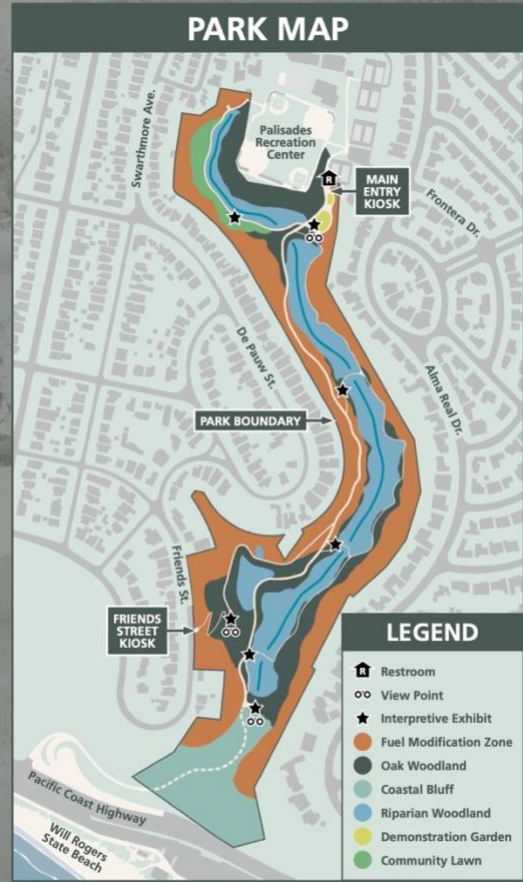 PARK MAP
Swarthmore Ave.
Palisades
Recreation
Center
R
MAIN
ENTRY
KIOSK
Frontera Dr.
De Pauw St.
Alma Real Dr.
PARK BOUNDARY
Friends St.
FRIENDS
STREET
KIOSK
Pacific Coast Highway
Will Rogers
State Beach
LEGEND
R Restroom
View Point
Interpretive Exhibit
Fuel Modification Zone
Oak Woodland
Coastal Bluff
Riparian Woodland
Demonstration Garden
Community Lawn